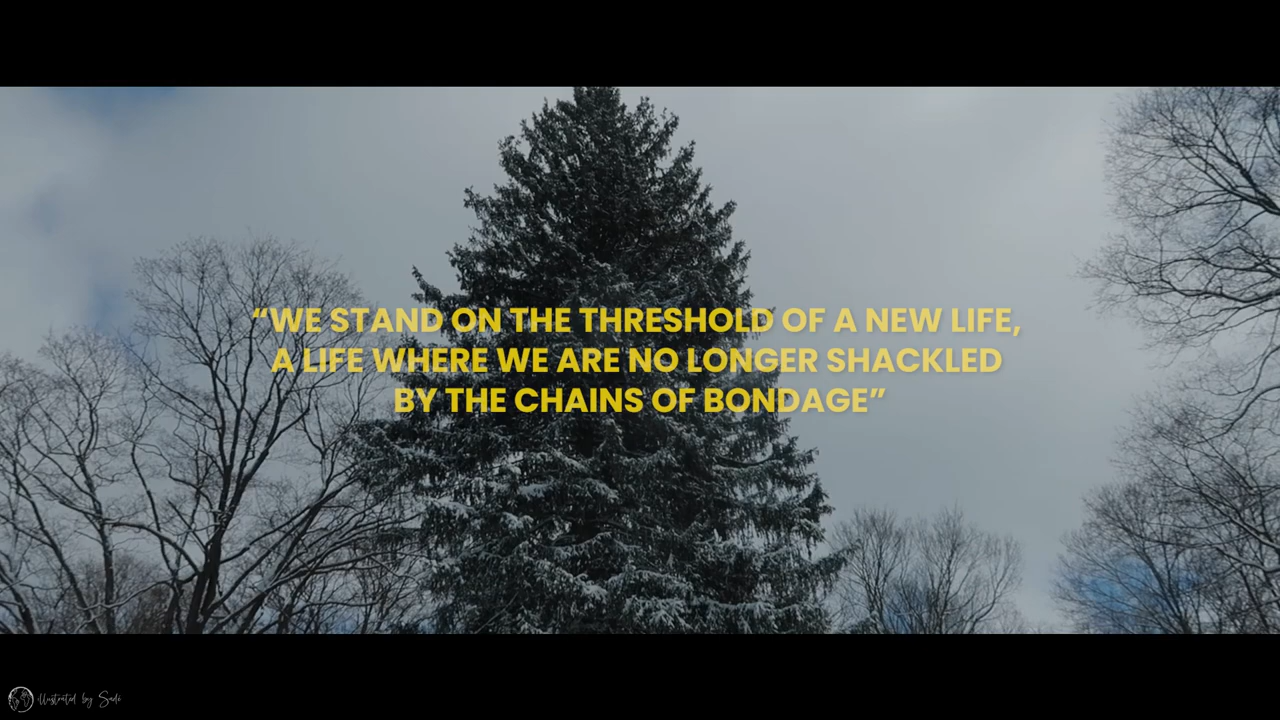 “WE STAND ON THE THRESHOLD OF A NEW LIFE,
A LIFE WHERE WE ARE NO LONGER SHACKLED
BY THE CHAINS OF BONDAGE”
illustrated by Sadé